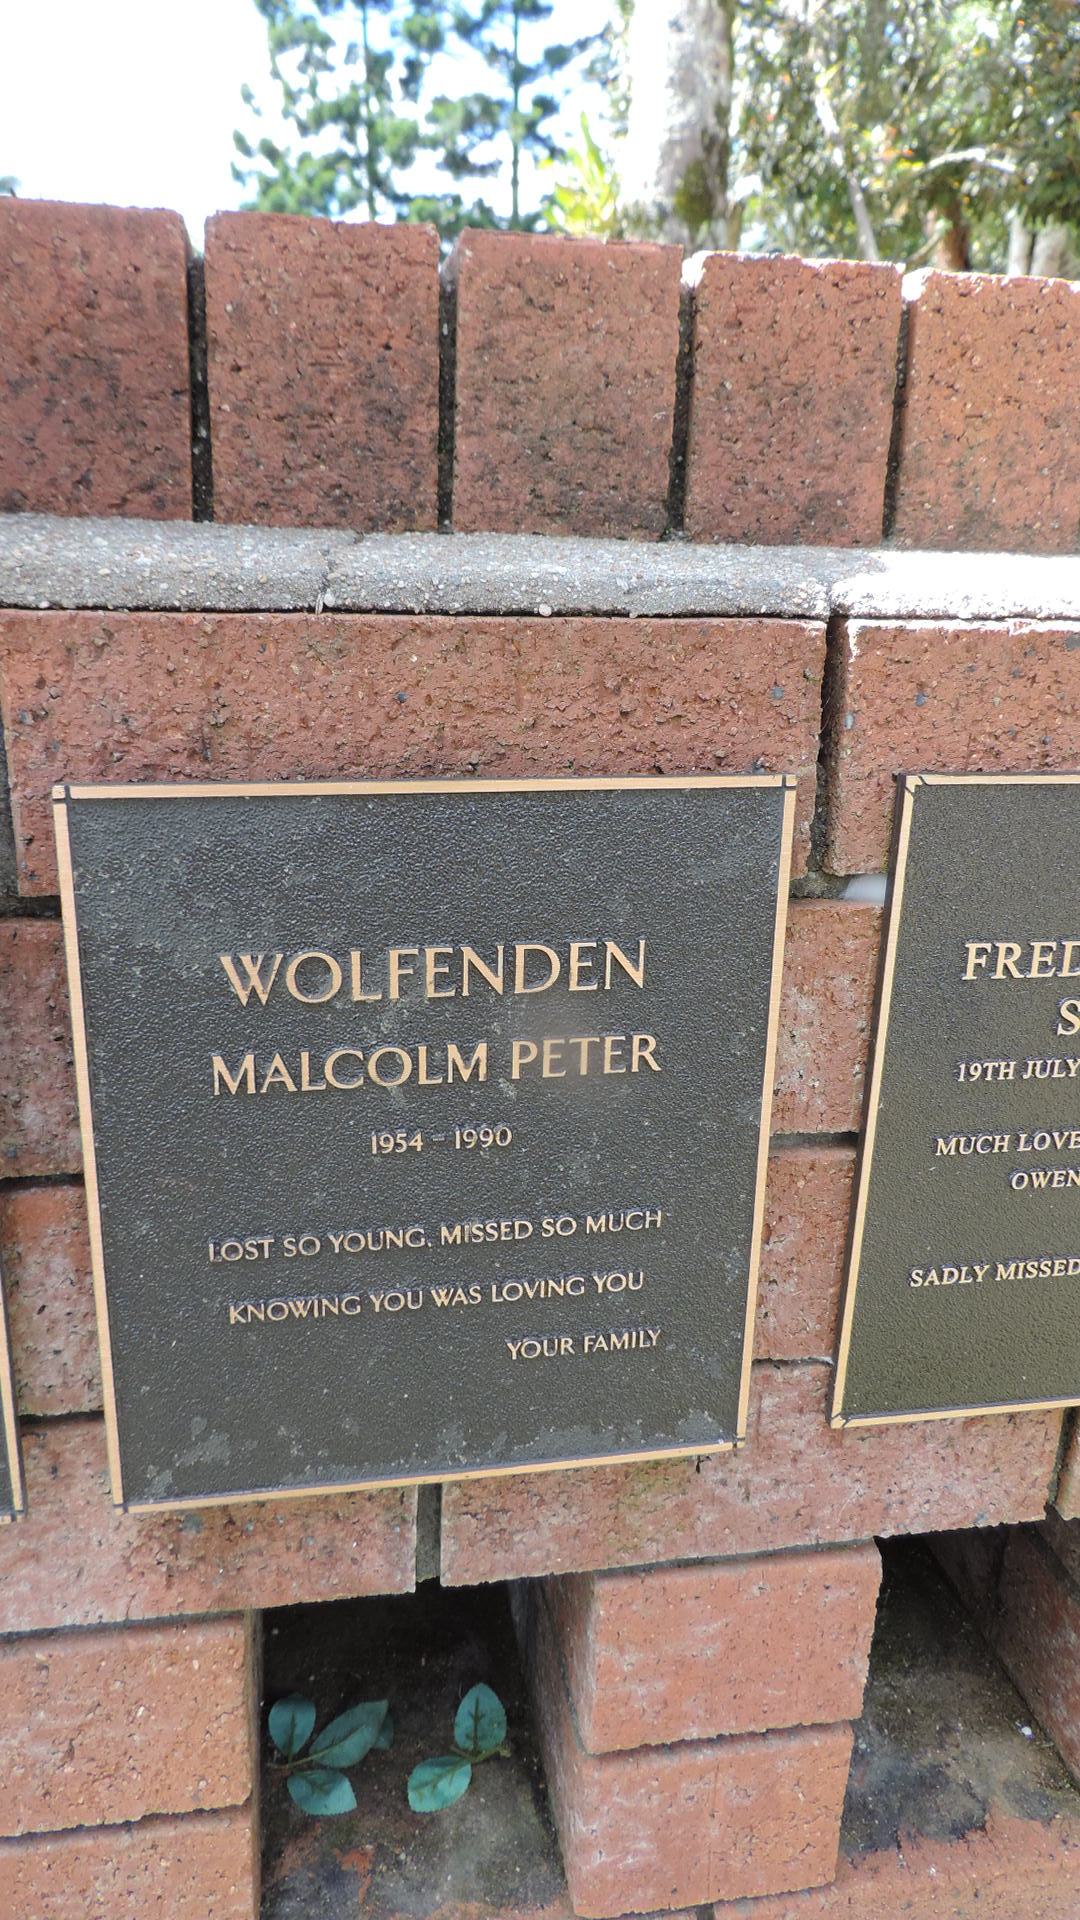 WOLFENDEN
MALCOLM PETER
1954 - 1990
LOST SO YOUNG, MISSED SO MUCH
KNOWING YOU WAS LOVING YOU
YOUR FAMILY
19TH JULY
MUCH
SADLY MISSED